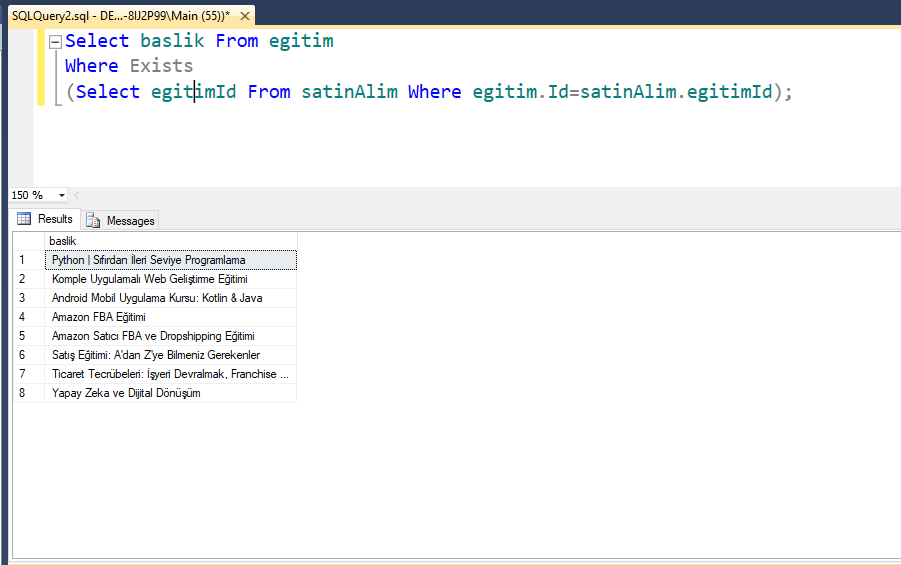 SQLQuery2.sql - DE...-8IJ2P99\Main (55))*
Select baslik From egitim
Where Exists
(Select egitimId From satinAlim Where egitim.Id=satinAlim.egitimId);
150 %
Results Messages
baslik
1 Python | Sıfırdan İleri Seviye Programlama
2 Komple Uygulamalı Web Geliştirme Eğitimi
3 Android Mobil Uygulama Kursu: Kotlin & Java
4 Amazon FBA Eğitimi
5 Amazon Satıcı FBA ve Dropshipping Eğitimi
6 Satış Eğitimi: A'dan Z'ye Bilmeniz Gerekenler
7 Ticaret Tecrübeleri: İşyeri Devralmak, Franchise ...
8 Yapay Zeka ve Dijital Dönüşüm